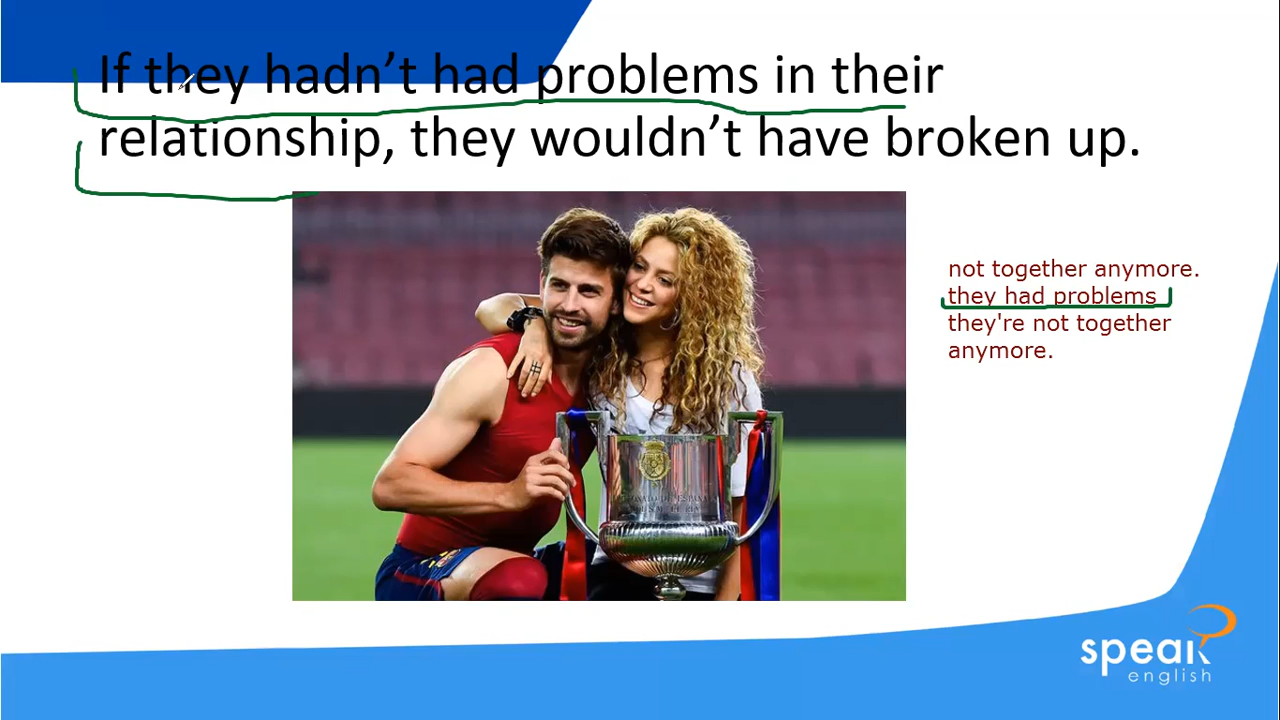 If they hadn't had problems in their
relationship, they wouldn't have broken up.
not together anymore.
they had problems
they're not together
anymore.
speak
english